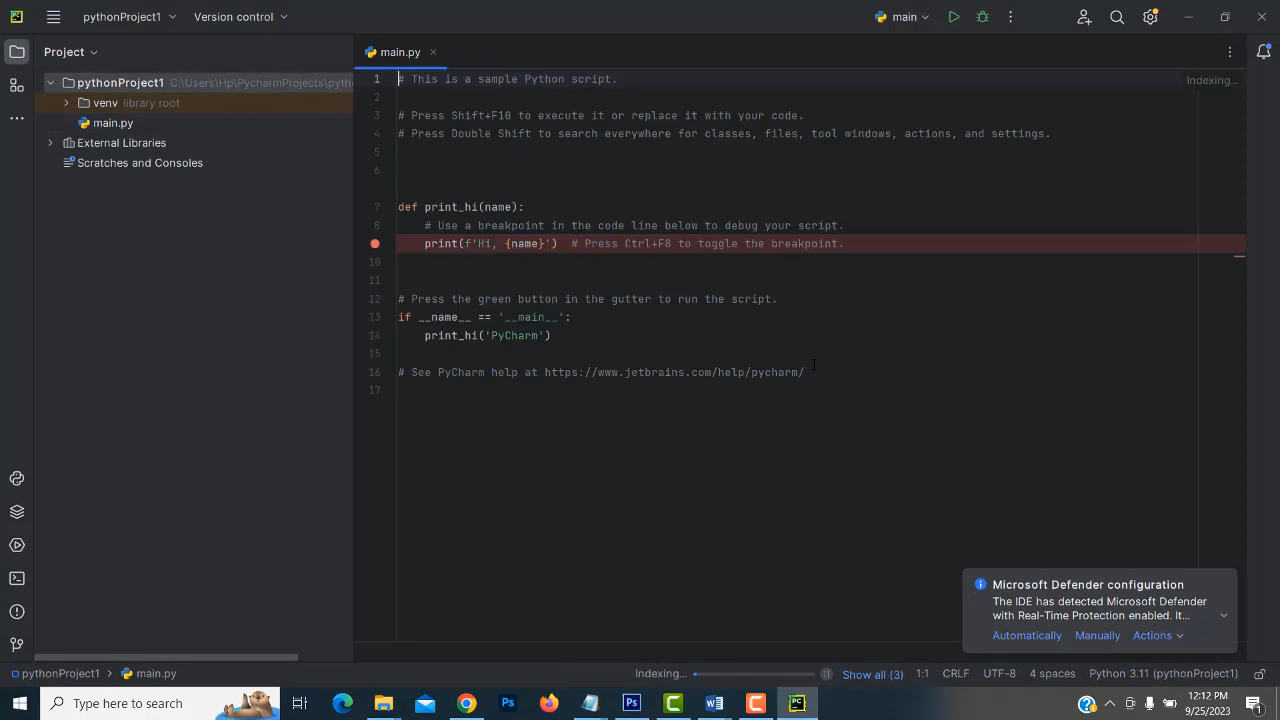 pythonProject1
Version control
main
Project
main.py
pythonProject1 C:\Users\Hp\PycharmProjects\pyth
venv library root
main.py
External Libraries
Scratches and Consoles
Indexing...
1 # This is a sample Python script.
2
3 # Press Shift+F10 to execute it or replace it with your code.
4 # Press Double Shift to search everywhere for classes, files, tool windows, actions, and settings.
5
6
7 def print_hi(name):
8 # Use a breakpoint in the code line below to debug your script.
print(f'Hi, {name}') # Press Ctrl+F8 to toggle the breakpoint.
10
11
12 # Press the green button in the gutter to run the script.
13 if __name__ == '__main__':
14 print_hi('PyCharm')
15
16 # See PyCharm help at https://www.jetbrains.com/help/pycharm/
17
Microsoft Defender configuration
The IDE has detected Microsoft Defender
with Real-Time Protection enabled. It...
Automatically Manually Actions
pythonProject1 > main.py
Indexing... Show all (3) 1:1 CRLF UTF-8 4 spaces Python 3.11 (pythonProject1)
Type here to search
12:12 PM
9/25/2023